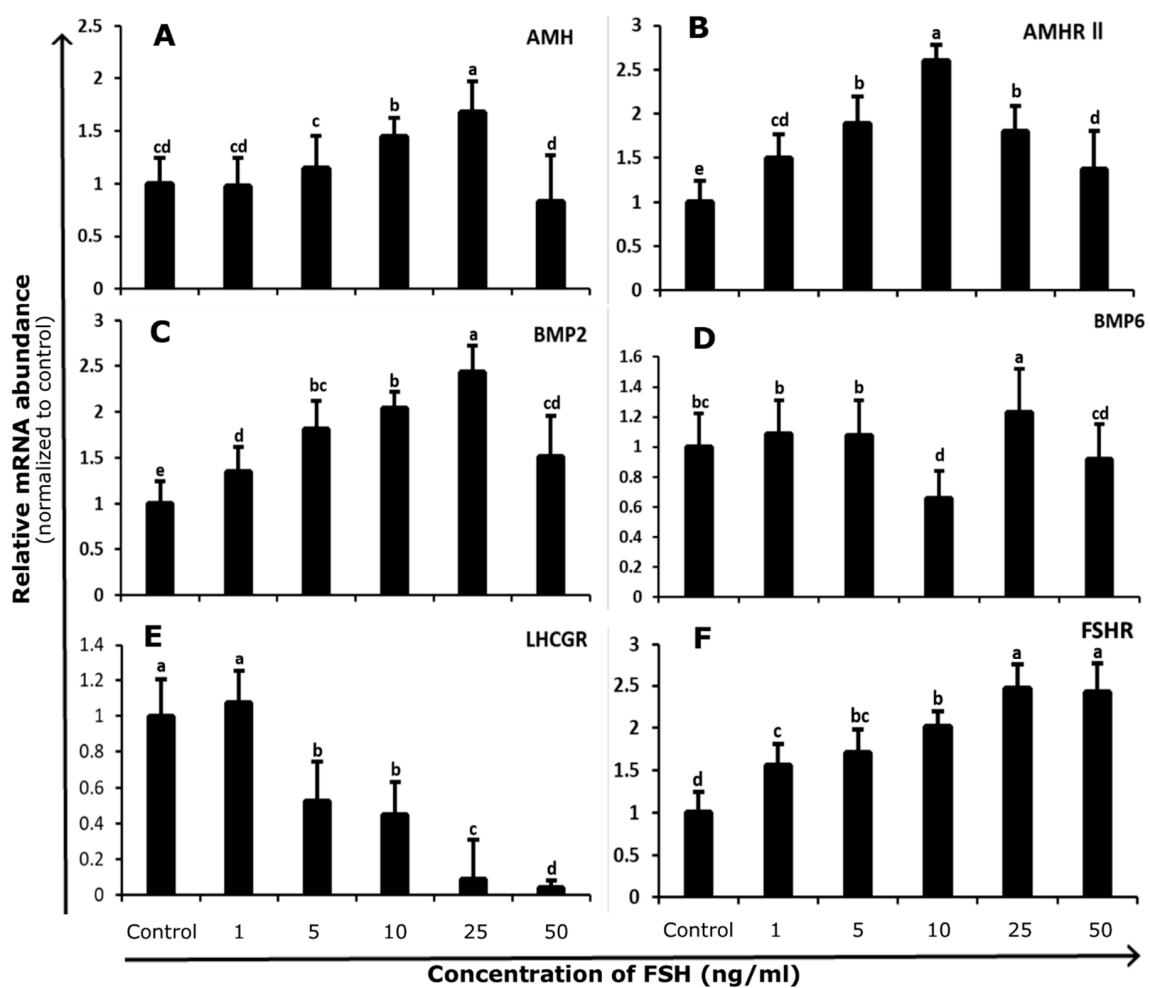 Relative mRNA abundance
(normalized to control)
A
AMH
2.5
2
1.5
1
0.5
0
cd
cd
c
b
a
d
B
AMHR ll
3
2.5
2
1.5
1
0.5
0
e
cd
b
a
b
d
C
BMP2
3
2.5
2
1.5
1
0.5
0
e
d
bc
b
a
cd
D
BMP6
1.6
1.4
1.2
1
0.8
0.6
0.4
0.2
0
bc
b
b
d
a
cd
E
LHCGR
1.4
1.2
1
0.8
0.6
0.4
0.2
0
a
a
b
b
c
d
F
FSHR
3
2.5
2
1.5
1
0.5
0
d
c
bc
b
a
a
Control 1 5 10 25 50
Control 1 5 10 25 50
Concentration of FSH (ng/ml)